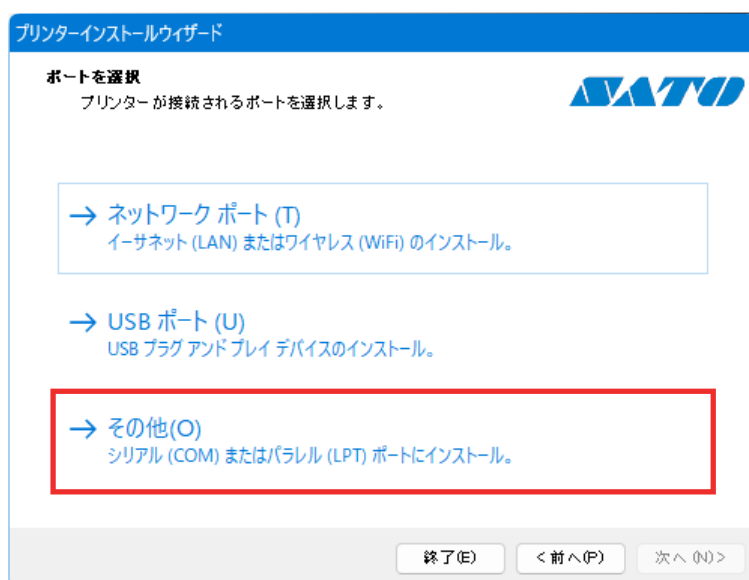 プリンターインストールウィザード
ポートを選択
プリンターが接続されるポートを選択します。
SATO
→ ネットワーク ポート (T)
イーサネット (LAN) またはワイヤレス (WiFi) のインストール。
→ USB ポート (U)
USB プラグ アンド プレイ デバイスのインストール。
→ その他(O)
シリアル (COM) またはパラレル (LPT) ポートにインストール。
終了(E)
<前へ(P)
次へ (N)>